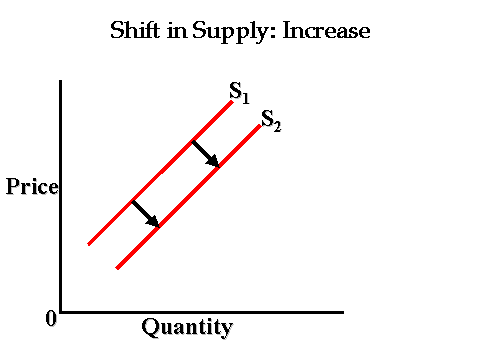 Shift in Supply: Increase
S1
S2
Price
0
Quantity